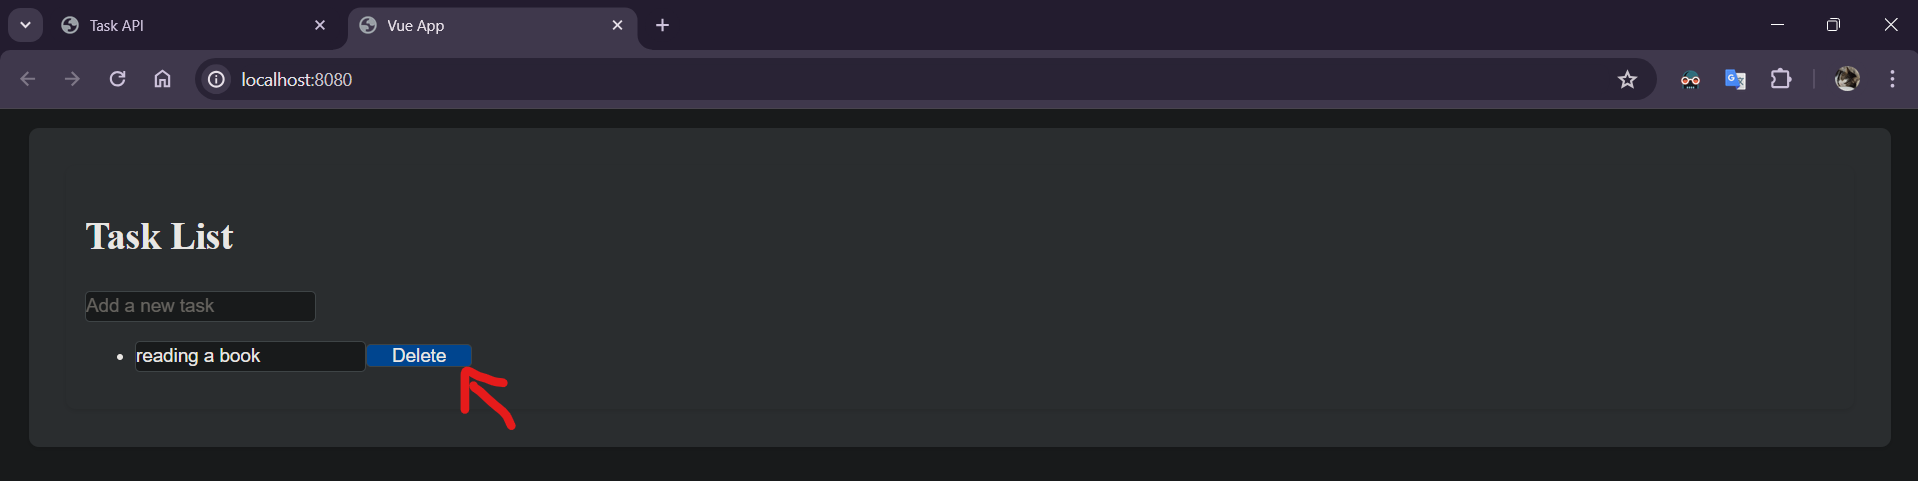 Task API
Vue App
localhost:8080
Task List
Add a new task
reading a book
Delete